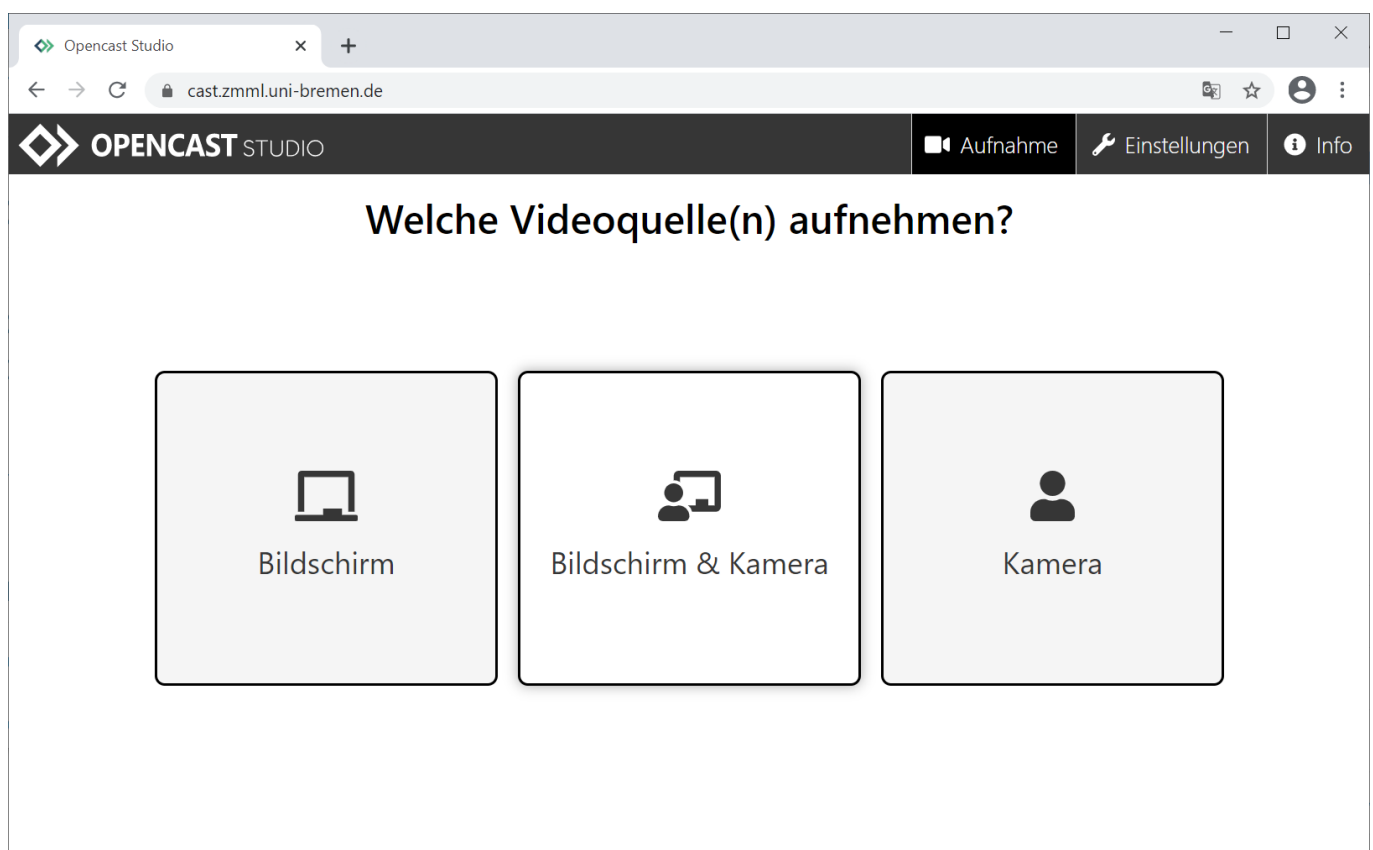 Opencast Studio
cast.zmml.uni-bremen.de
OPENCAST STUDIO
Aufnahme
Einstellungen
Info
Welche Videoquelle(n) aufnehmen?
Bildschirm
Bildschirm & Kamera
Kamera